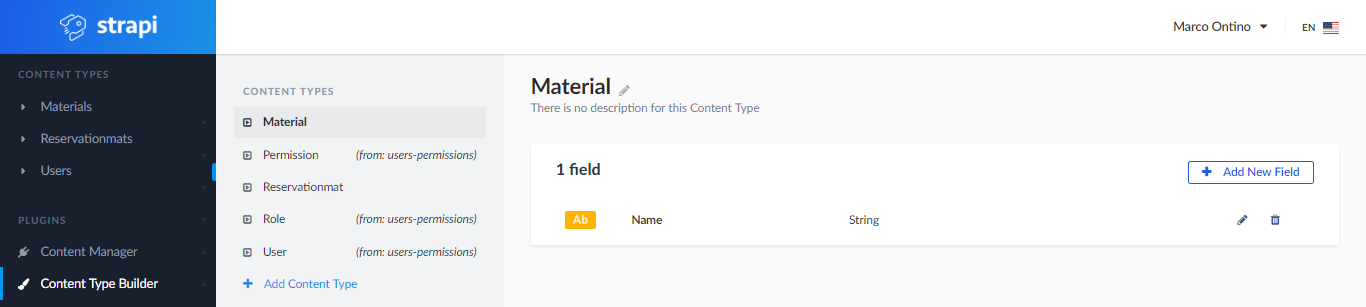 strapi
Marco Ontino
EN
CONTENT TYPES
Materials
Reservationmats
Users
PLUGINS
Content Manager
Content Type Builder
CONTENT TYPES
Material
Permission (from: users-permissions)
Reservationmat
Role (from: users-permissions)
User (from: users-permissions)
+ Add Content Type
Material
There is no description for this Content Type
1 field
+ Add New Field
Ab Name String